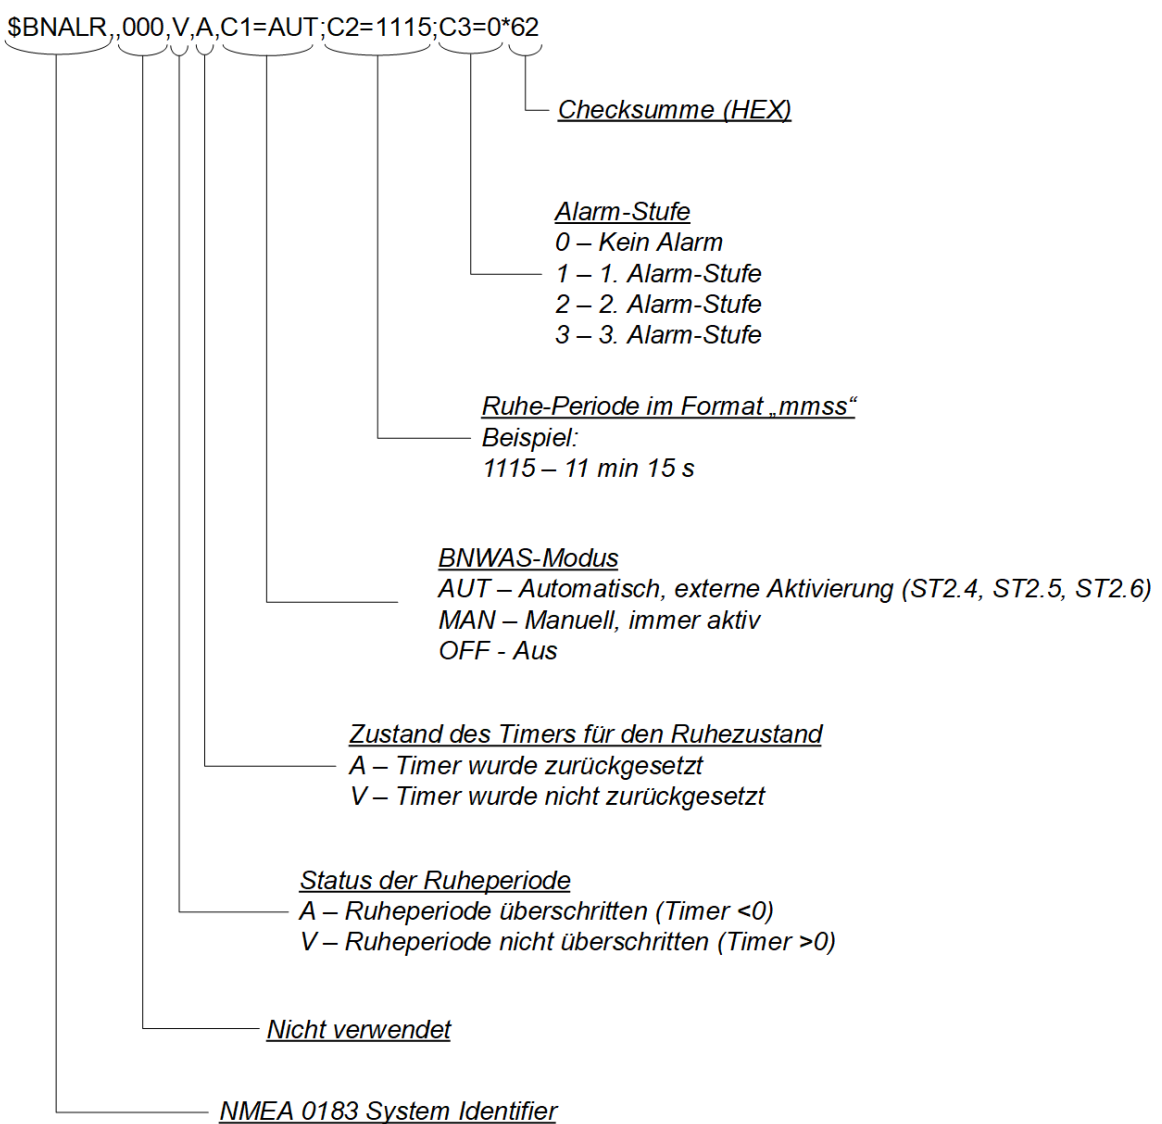 $BNALR,,000,V,A,C1=AUT;C2=1115;C3=0*62
Checksumme (HEX)
Alarm-Stufe
0 – Kein Alarm
1 – 1. Alarm-Stufe
2 – 2. Alarm-Stufe
3 – 3. Alarm-Stufe
Ruhe-Periode im Format „mmss“
Beispiel:
1115 – 11 min 15 s
BNWAS-Modus
AUT – Automatisch, externe Aktivierung (ST2.4, ST2.5, ST2.6)
MAN – Manuell, immer aktiv
OFF - Aus
Zustand des Timers für den Ruhezustand
A – Timer wurde zurückgesetzt
V – Timer wurde nicht zurückgesetzt
Status der Ruheperiode
A – Ruheperiode überschritten (Timer <0)
V – Ruheperiode nicht überschritten (Timer >0)
Nicht verwendet
NMEA 0183 System Identifier